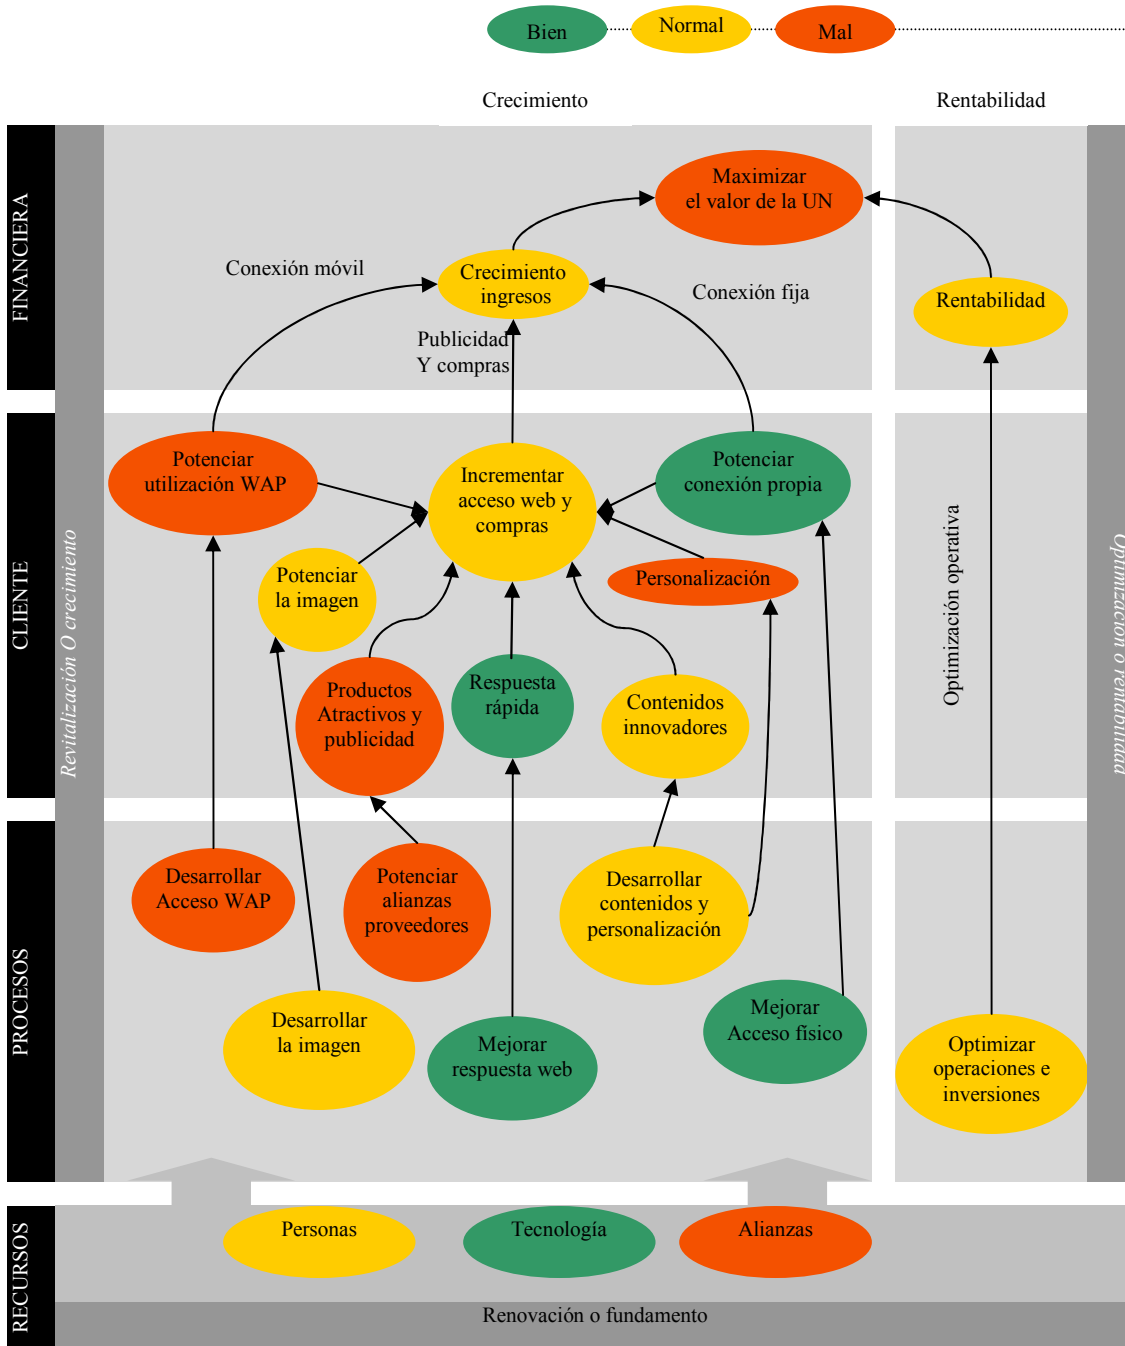 Bien
Normal
Mal
Crecimiento
Rentabilidad
FINANCIERA
Maximizar
el valor de la UN
Conexión móvil
Crecimiento
ingresos
Conexión fija
Rentabilidad
Publicidad
Y compras
CLIENTE
Revitalización O crecimiento
Potenciar
utilización WAP
Incrementar
acceso web y
compras
Potenciar
conexión propia
Optimización operativa
Optimizacion o rentabilidad
Potenciar
la imagen
Personalización
Productos
Atractivos y
publicidad
Respuesta
rápida
Contenidos
innovadores
PROCESOS
Desarrollar
Acceso WAP
Potenciar
alianzas
proveedores
Desarrollar
contenidos y
personalización
Desarrollar
la imagen
Mejorar
respuesta web
Mejorar
Acceso físico
Optimizar
operaciones e
inversiones
RECURSOS
Personas
Tecnología
Alianzas
Renovación o fundamento